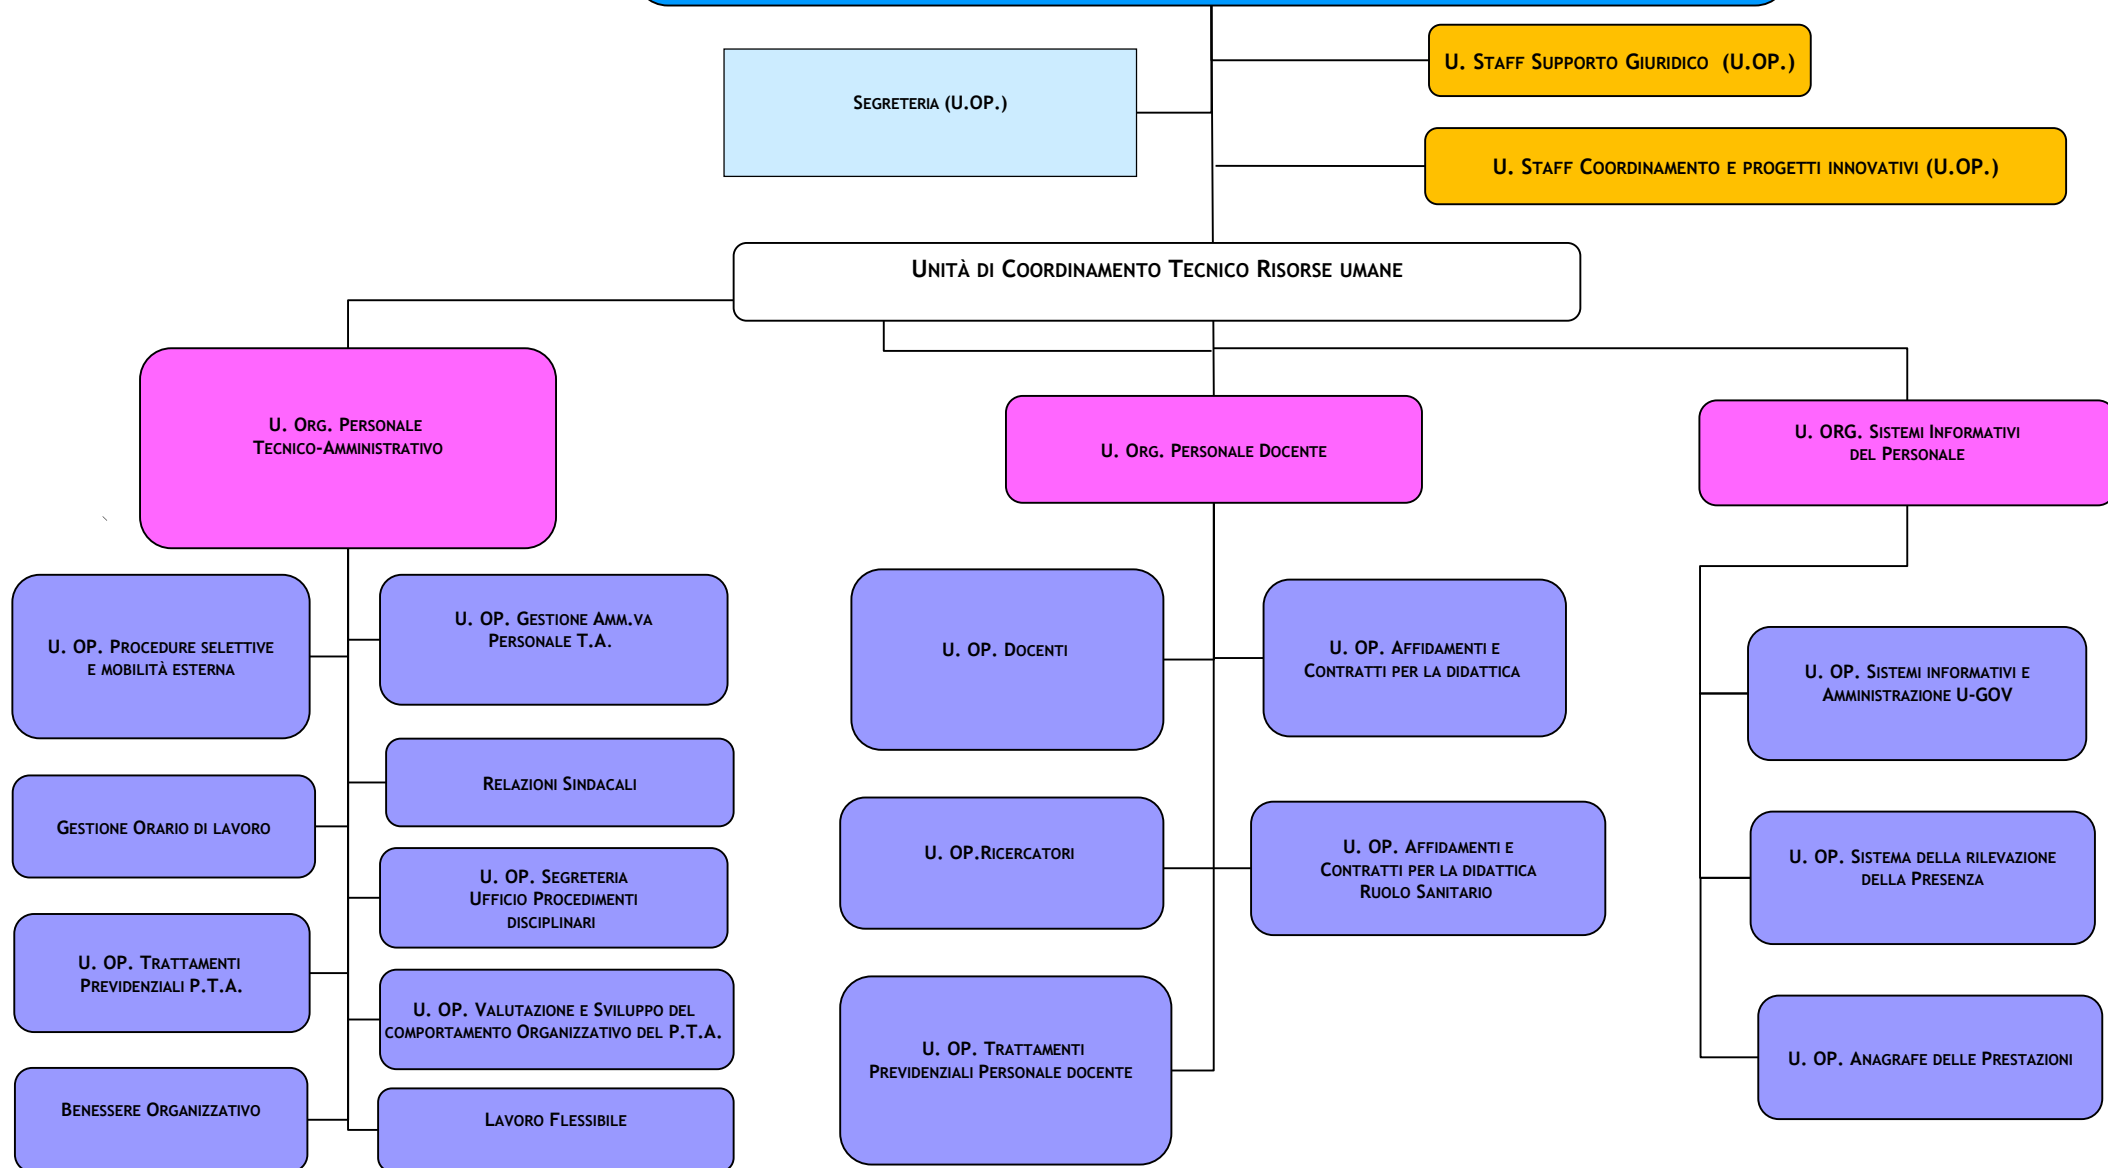 U. Staff Supporto Giuridico (U.OP.)
Segreteria (U.OP.)
U. Staff Coordinamento e progetti innovativi (U.OP.)
Unità di Coordinamento Tecnico Risorse umane
U. Org. Personale
Tecnico-Amministrativo
U. Org. Personale Docente
U. ORG. Sistemi Informativi
del Personale
U. OP. Procedure selettive
e mobilità esterna
U. OP. Gestione Amm.va
Personale T.A.
Gestione Orario di lavoro
Relazioni Sindacali
U. OP. Segreteria
Ufficio Procedimenti
disciplinari
U. OP. Trattamenti
Previdenziali P.T.A.
U. OP. Valutazione e Sviluppo del
comportamento Organizzativo del P.T.A.
Benessere Organizzativo
Lavoro Flessibile
U. OP. Docenti
U. OP. Affidamenti e
Contratti per la didattica
U. OP.Ricercatori
U. OP. Affidamenti e
Contratti per la didattica
Ruolo Sanitario
U. OP. Trattamenti
Previdenziali Personale docente
U. OP. Sistemi informativi e
Amministrazione U-GOV
U. OP. Sistema della rilevazione
della Presenza
U. OP. Anagrafe delle Prestazioni